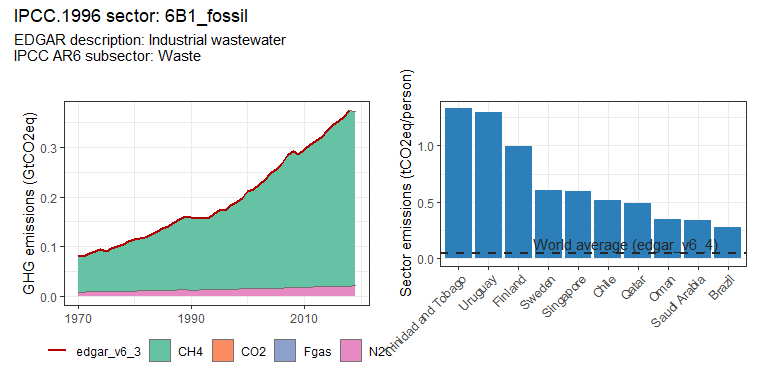 IPCC.1996 sector: 6B1_fossil
EDGAR description: Industrial wastewater
IPCC AR6 subsector: Waste
GHG emissions (GtCO2eq)
0.3
0.2
0.1
0.0
1970
1990
2010
edgar_v6_3
CH4
CO2
Fgas
N2O
Sector emissions (tCO2eq/person)
1.0
0.5
0.0
World average (edgar_v6_4)
Trinidad and Tobago
Uruguay
Finland
Sweden
Singapore
Chile
Qatar
Oman
Saudi Arabia
Brazil